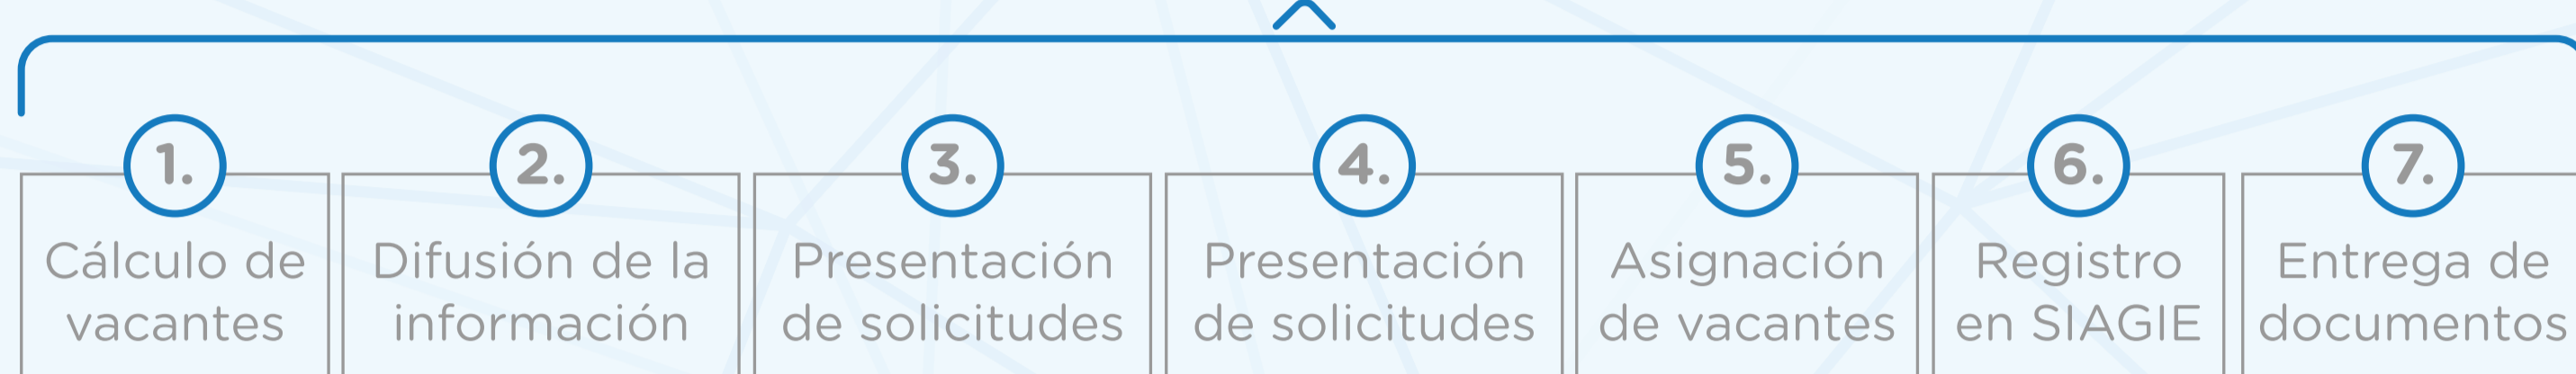 1.
Cálculo de
vacantes
2.
Difusión de la
información
3.
Presentación
de solicitudes
4.
Presentación
de solicitudes
5.
Asignación
de vacantes
6.
Registro
en SIAGIE
7.
Entrega de
documentos